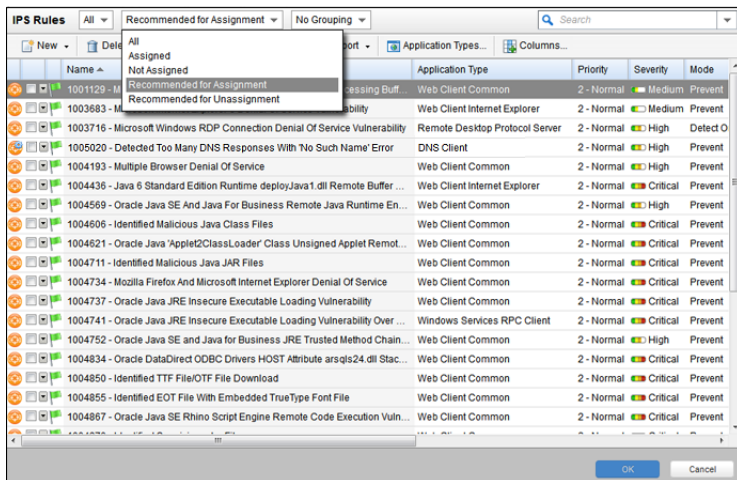 IPS Rules All Recommended for Assignment No Grouping Search
New Dele port Application Types... Columns...
All
Assigned
Not Assigned
Recommended for Assignment
Recommended for Unassignment
Name Application Type Priority Severity Mode
1001129 - M cessing Buff... Web Client Common 2 - Normal Medium Prevent
1003683 - M ability Web Client Internet Explorer 2 - Normal Medium Prevent
1003716 - Microsoft Windows RDP Connection Denial Of Service Vulnerability Remote Desktop Protocol Server 2 - Normal High Detect O
1005020 - Detected Too Many DNS Responses With 'No Such Name' Error DNS Client 2 - Normal High Prevent
1004193 - Multiple Browser Denial Of Service Web Client Common 2 - Normal High Prevent
1004436 - Java 6 Standard Edition Runtime deployJava1.dll Remote Buffer ... Web Client Internet Explorer 2 - Normal Critical Prevent
1004569 - Oracle Java SE And Java For Business Remote Java Runtime En... Web Client Common 2 - Normal High Prevent
1004606 - Identified Malicious Java Class Files Web Client Common 2 - Normal Critical Prevent
1004621 - Oracle Java 'Applet2ClassLoader' Class Unsigned Applet Remot... Web Client Common 2 - Normal Critical Prevent
1004711 - Identified Malicious Java JAR Files Web Client Common 2 - Normal Critical Prevent
1004734 - Mozilla Firefox And Microsoft Internet Explorer Denial Of Service Web Client Common 2 - Normal Critical Prevent
1004737 - Oracle Java JRE Insecure Executable Loading Vulnerability Web Client Common 2 - Normal Critical Prevent
1004741 - Oracle Java JRE Insecure Executable Loading Vulnerability Over ... Windows Services RPC Client 2 - Normal Critical Prevent
1004752 - Oracle Java SE and Java for Business JRE Trusted Method Chain... Web Client Common 2 - Normal High Prevent
1004834 - Oracle DataDirect ODBC Drivers HOST Attribute arsqls24.dll Stac... Web Client Common 2 - Normal Critical Prevent
1004850 - Identified TTF File/OTF File Download Web Client Common 2 - Normal Critical Prevent
1004855 - Identified EOT File With Embedded TrueType Font File Web Client Common 2 - Normal Critical Prevent
1004867 - Oracle Java SE Rhino Script Engine Remote Code Execution Vuln... Web Client Common 2 - Normal Critical Prevent
OK Cancel